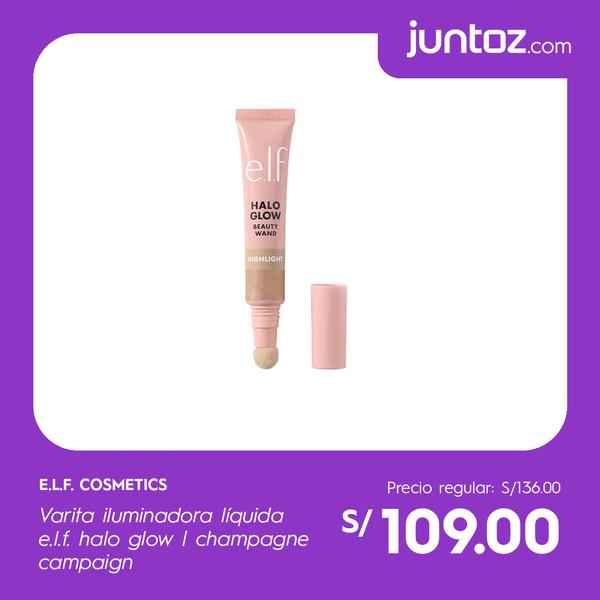 juntoz.com
e.l.f.
HALO
GLOW
BEAUTY
WAND
HIGHLIGHT
E.L.F. COSMETICS
Varita iluminadora líquida
e.l.f. halo glow | champagne
campaign
Precio regular: S/136.00
S/109.00